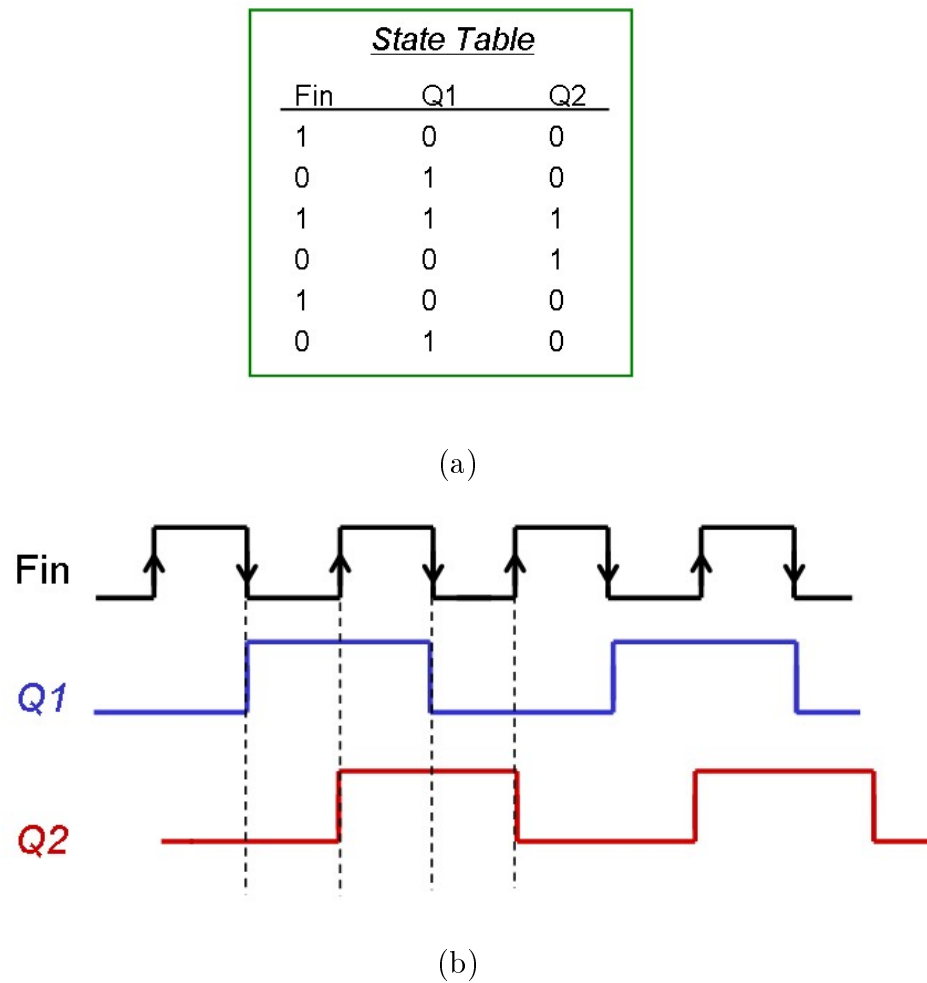 State Table
Fin Q1 Q2
1 0 0
0 1 0
1 1 1
0 0 1
1 0 0
0 1 0
(a)
Fin
Q1
Q2
(b)